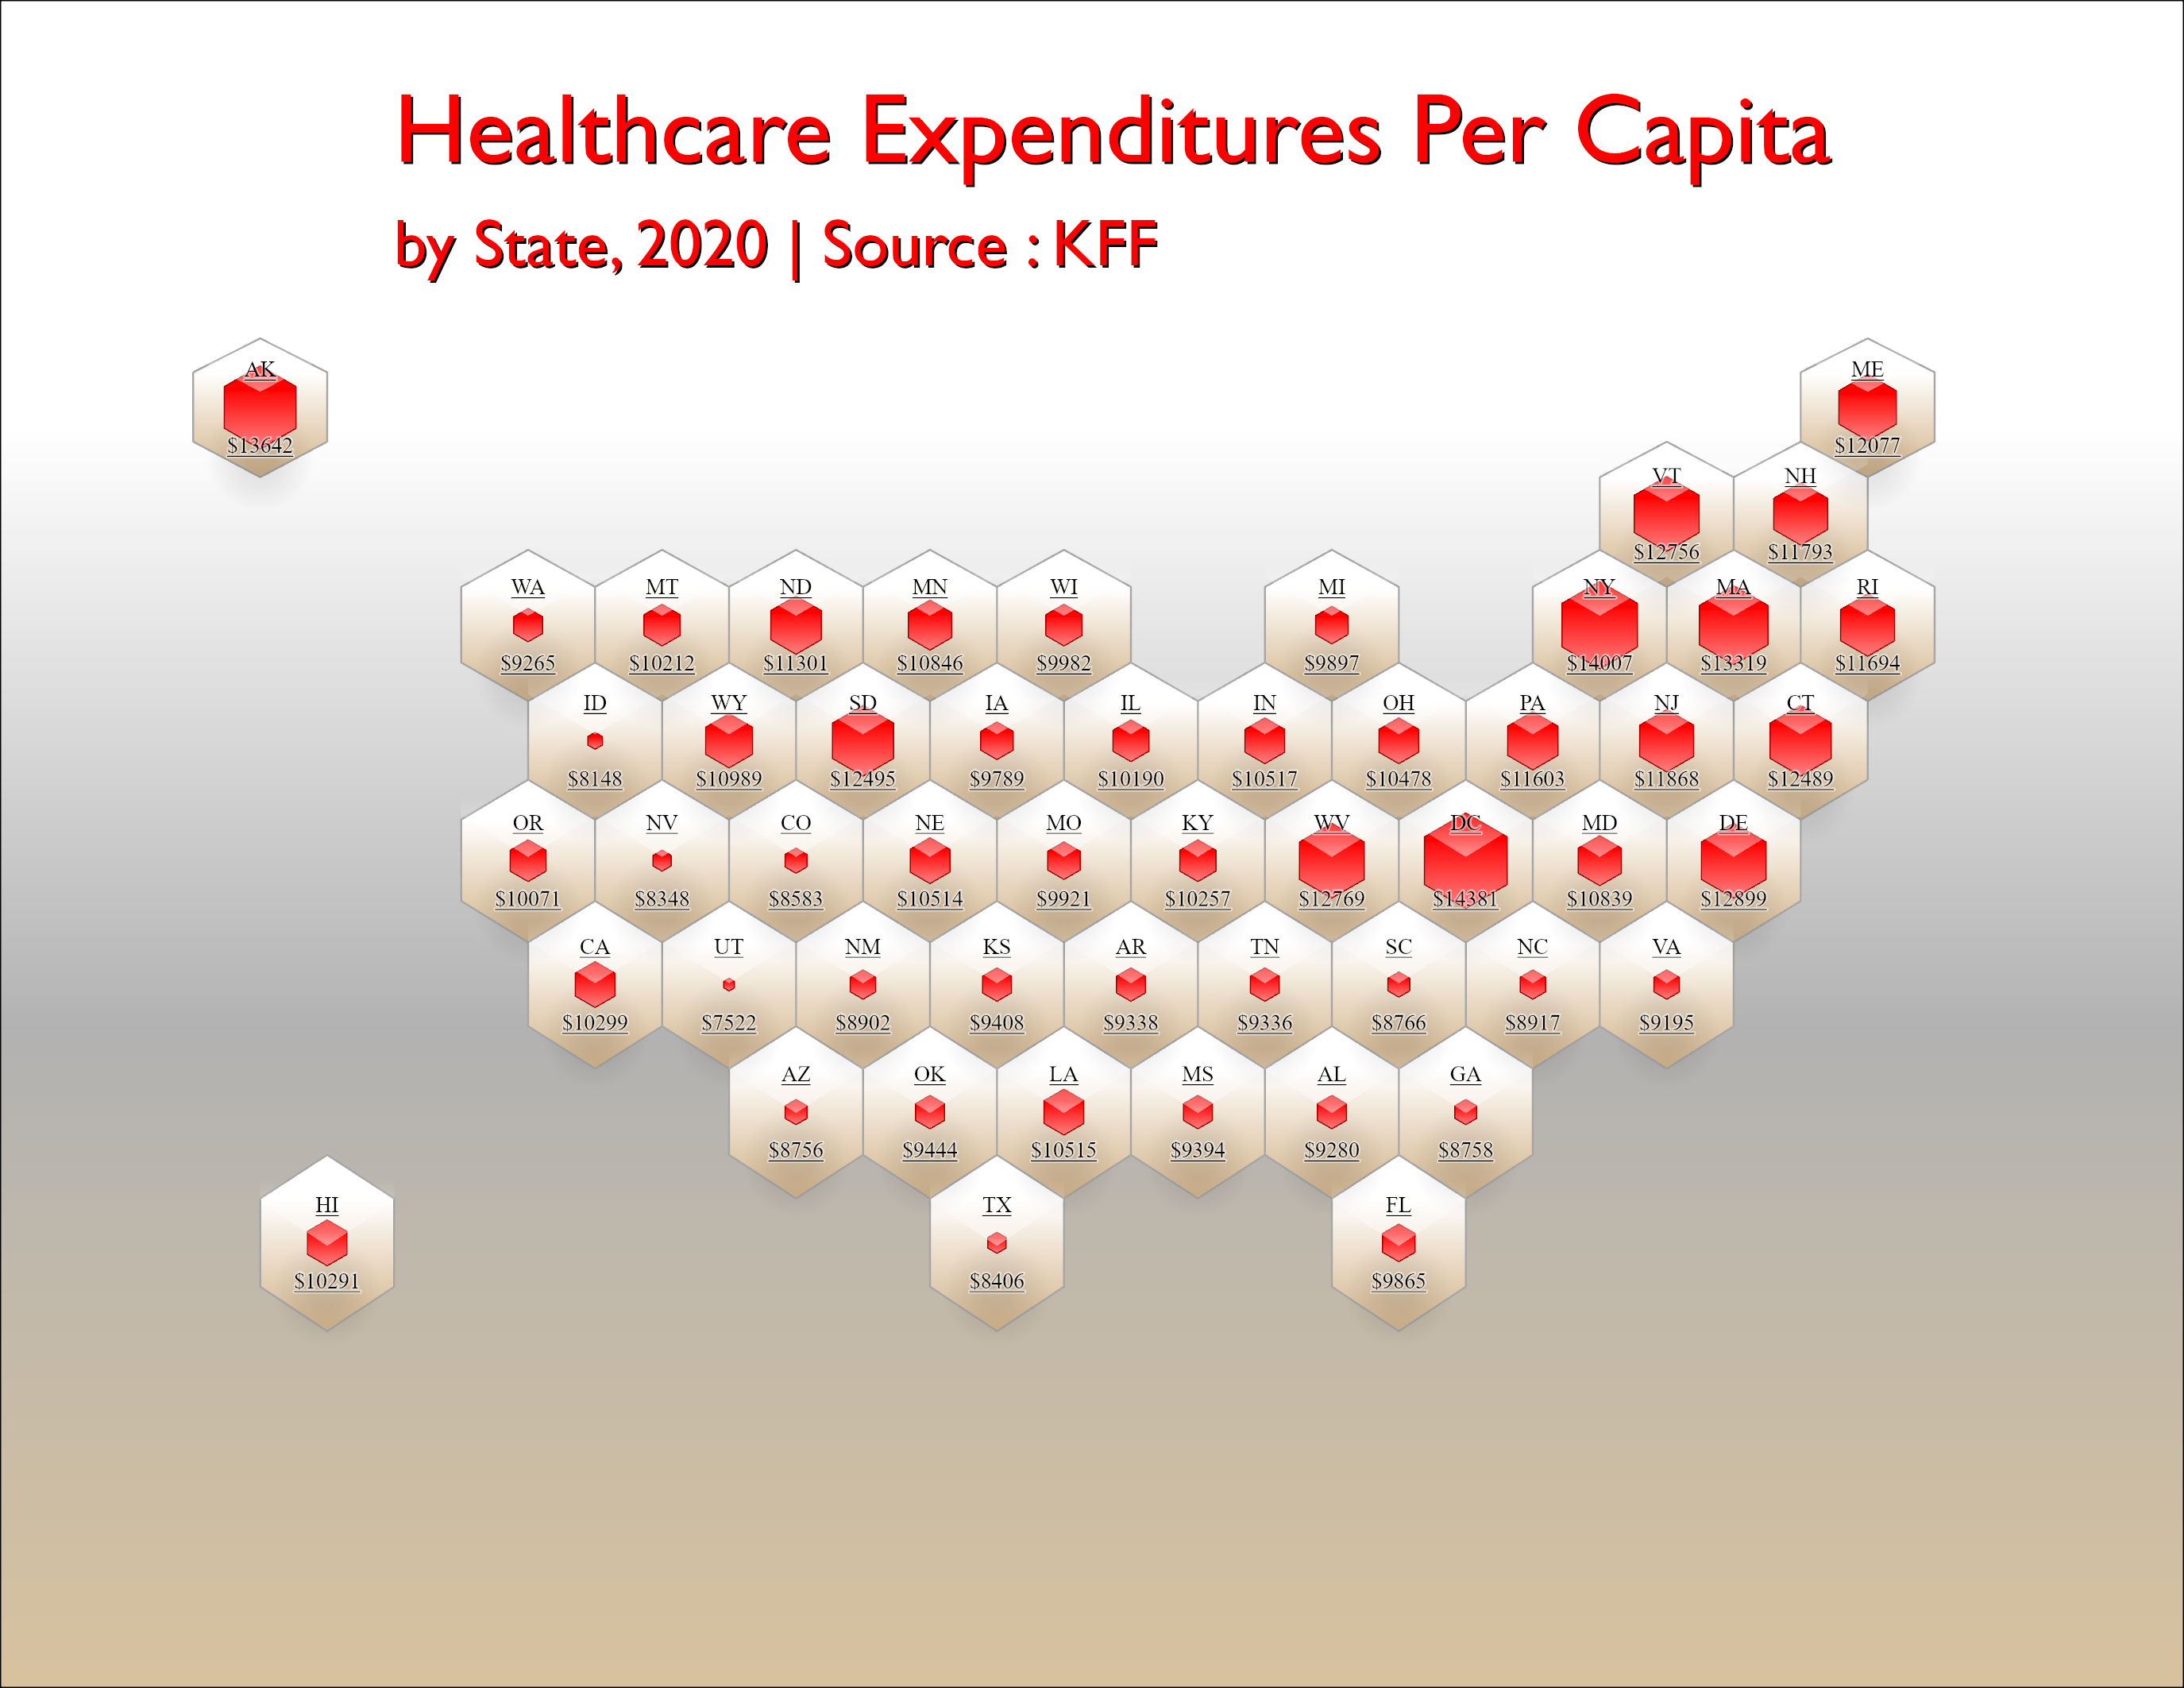 Healthcare Expenditures Per Capita
by State, 2020 | Source : KFF
AK
$13642
ME
$12077
VT
$12756
NH
$11793
WA
$9265
MT
$10212
ND
$11301
MN
$10846
WI
$9982
MI
$9897
NY
$14007
MA
$13319
RI
$11694
ID
$8148
WY
$10989
SD
$12495
IA
$9789
IL
$10190
IN
$10517
OH
$10478
PA
$11603
NJ
$11868
CT
$12489
OR
$10071
NV
$8348
CO
$8583
NE
$10514
MO
$9921
KY
$10257
WV
$12769
DC
$14381
MD
$10839
DE
$12899
CA
$10299
UT
$7522
NM
$8902
KS
$9408
AR
$9338
TN
$9336
SC
$8766
NC
$8917
VA
$9195
AZ
$8756
OK
$9444
LA
$10515
MS
$9394
AL
$9280
GA
$8758
HI
$10291
TX
$8406
FL
$9865